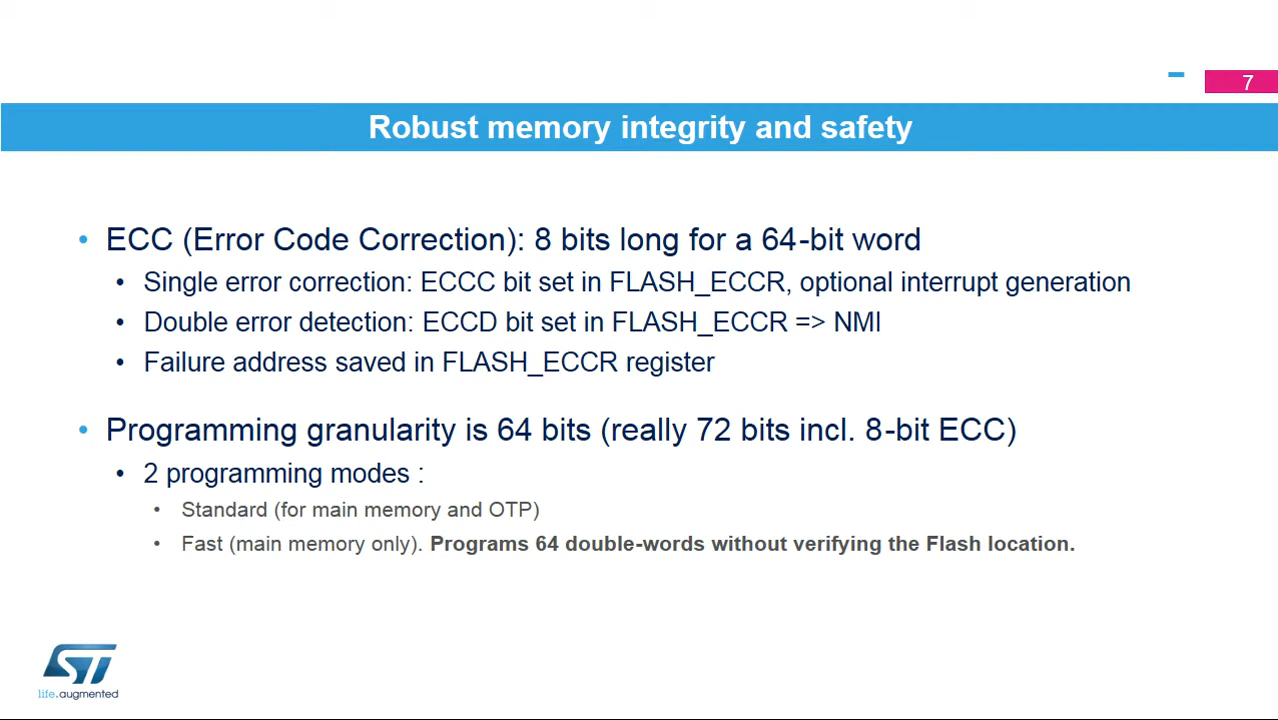 7
Robust memory integrity and safety
• ECC (Error Code Correction): 8 bits long for a 64-bit word
• Single error correction: ECCC bit set in FLASH_ECCR, optional interrupt generation
• Double error detection: ECCD bit set in FLASH_ECCR => NMI
• Failure address saved in FLASH_ECCR register
• Programming granularity is 64 bits (really 72 bits incl. 8-bit ECC)
• 2 programming modes :
• Standard (for main memory and OTP)
• Fast (main memory only). Programs 64 double-words without verifying the Flash location.
ST
life.augmented